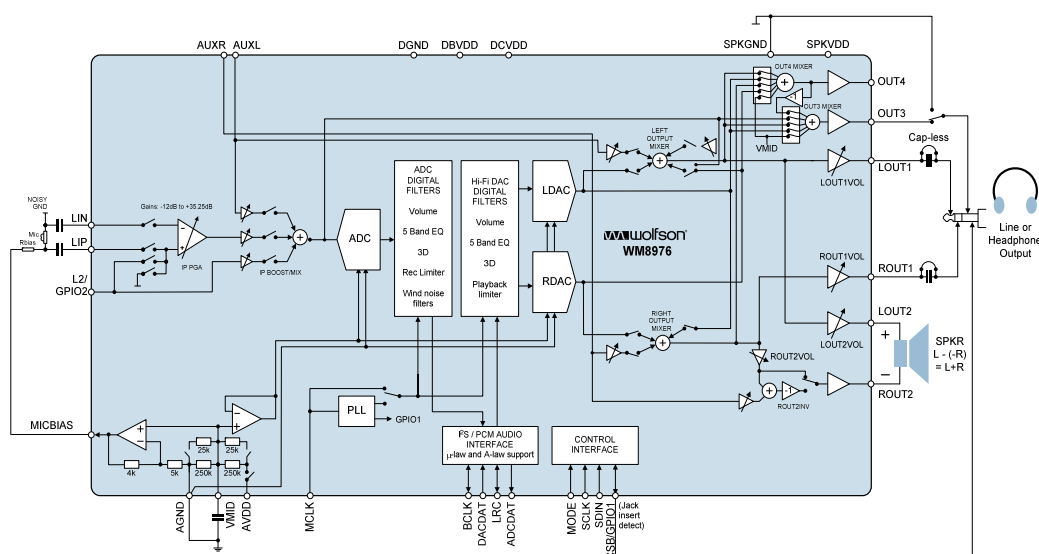 SPKGND
SPKVDD
AUXR
AUXL
DGND
DBVDD
DCVDD
OUT4 MIXER
OUT4
-1
OUT3 MIXER
OUT3
VMID
Cap-less
LEFT
OUTPUT
MIXER
LOUT1
LOUT1VOL
ADC
DIGITAL
FILTERS
Volume
5 Band EQ
3D
Rec Limiter
Wind noise
filters
Hi-Fi DAC
DIGITAL
FILTERS
Volume
5 Band EQ
3D
Playback
limiter
LDAC
RDAC
NOISY
GND
Mic
Rbias
LIN
LIP
L2/
GPIO2
Gains: -12dB to +35.25dB
IP PGA
IP BOOST/MIX
ADC
wolfson
WM8976
Line or
Headphone
Output
ROUT1VOL
ROUT1
RIGHT
OUTPUT
MIXER
LOUT2
LOUT2VOL
ROUT2VOL
-1
ROUT2INV
ROUT2
SPKR
L - (-R)
= L+R
MICBIAS
4k
5k
25k
25k
250k
250k
PLL
GPIO1
I²S / PCM AUDIO
INTERFACE
μ-law and A-law support
CONTROL
INTERFACE
AGND
VMID
AVDD
MCLK
BCLK
DACDAT
LRC
ADCDAT
MODE
SCLK
SDIN
CSB/GPIO1
(Jack
insert
detect)